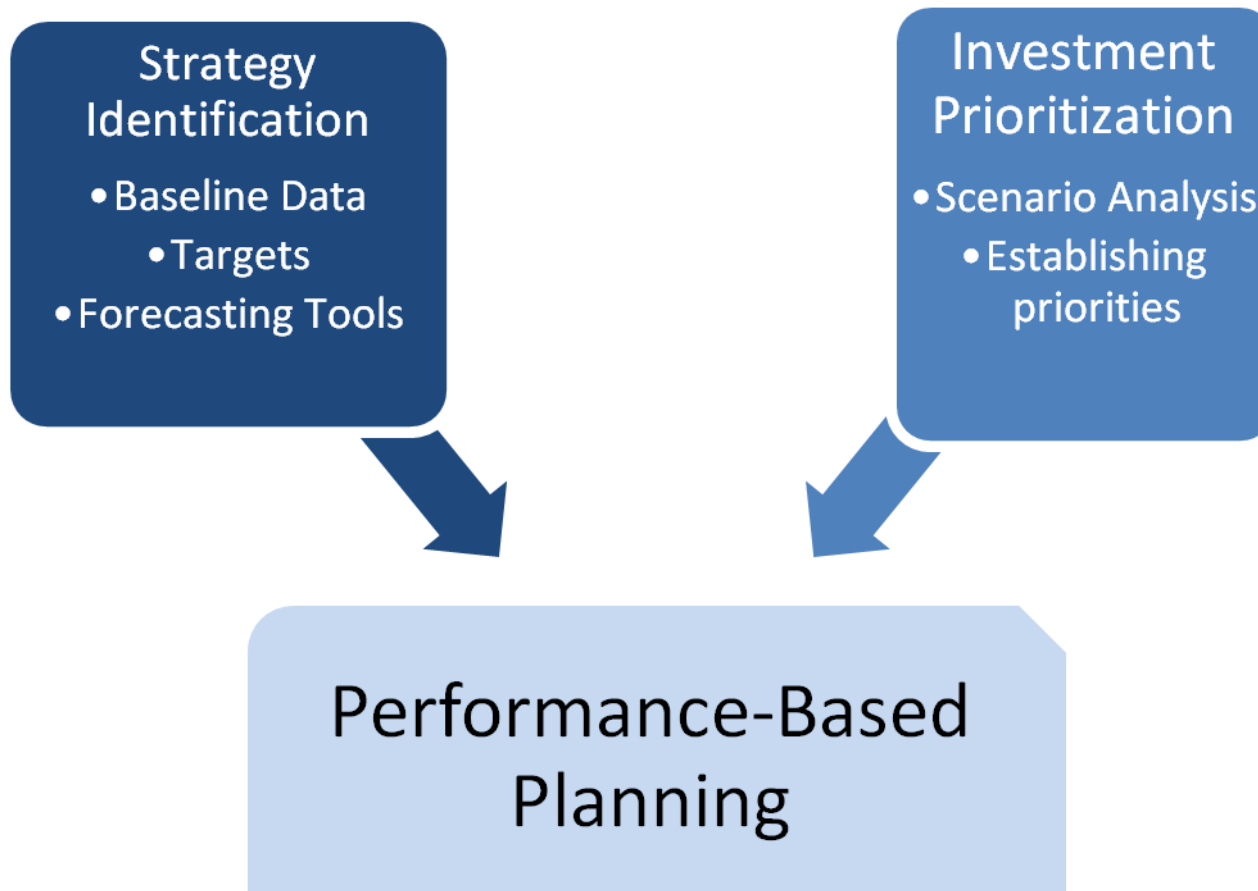 Strategy
Identification
•Baseline Data
•Targets
•Forecasting Tools
Investment
Prioritization
•Scenario Analysis
•Establishing
priorities
Performance-Based
Planning